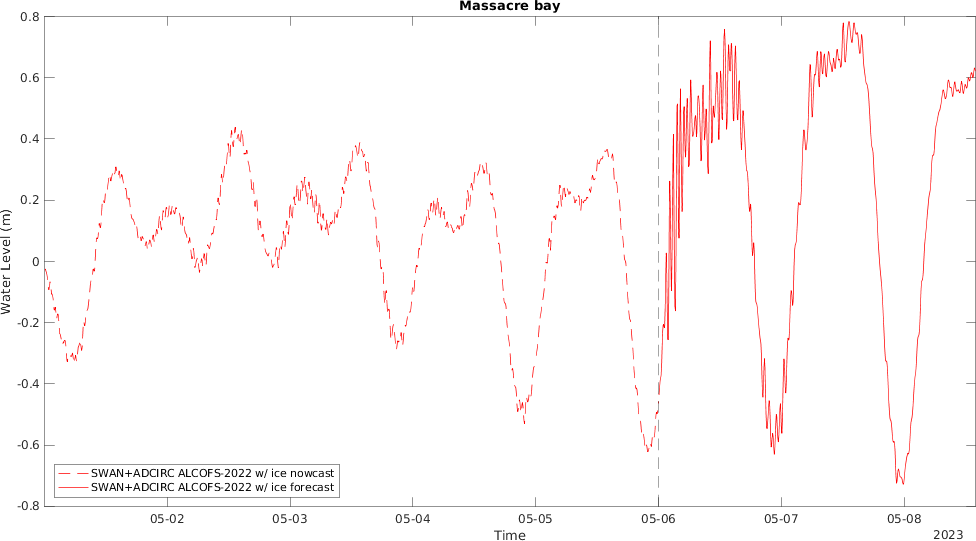 Massacre bay
0.8
0.6
0.4
0.2
0
-0.2
-0.4
-0.6
-0.8
Water Level (m)
SWAN+ADCIRC ALCOFS-2022 w/ ice nowcast
SWAN+ADCIRC ALCOFS-2022 w/ ice forecast
05-02 05-03 05-04 05-05 05-06 05-07 05-08
Time
2023